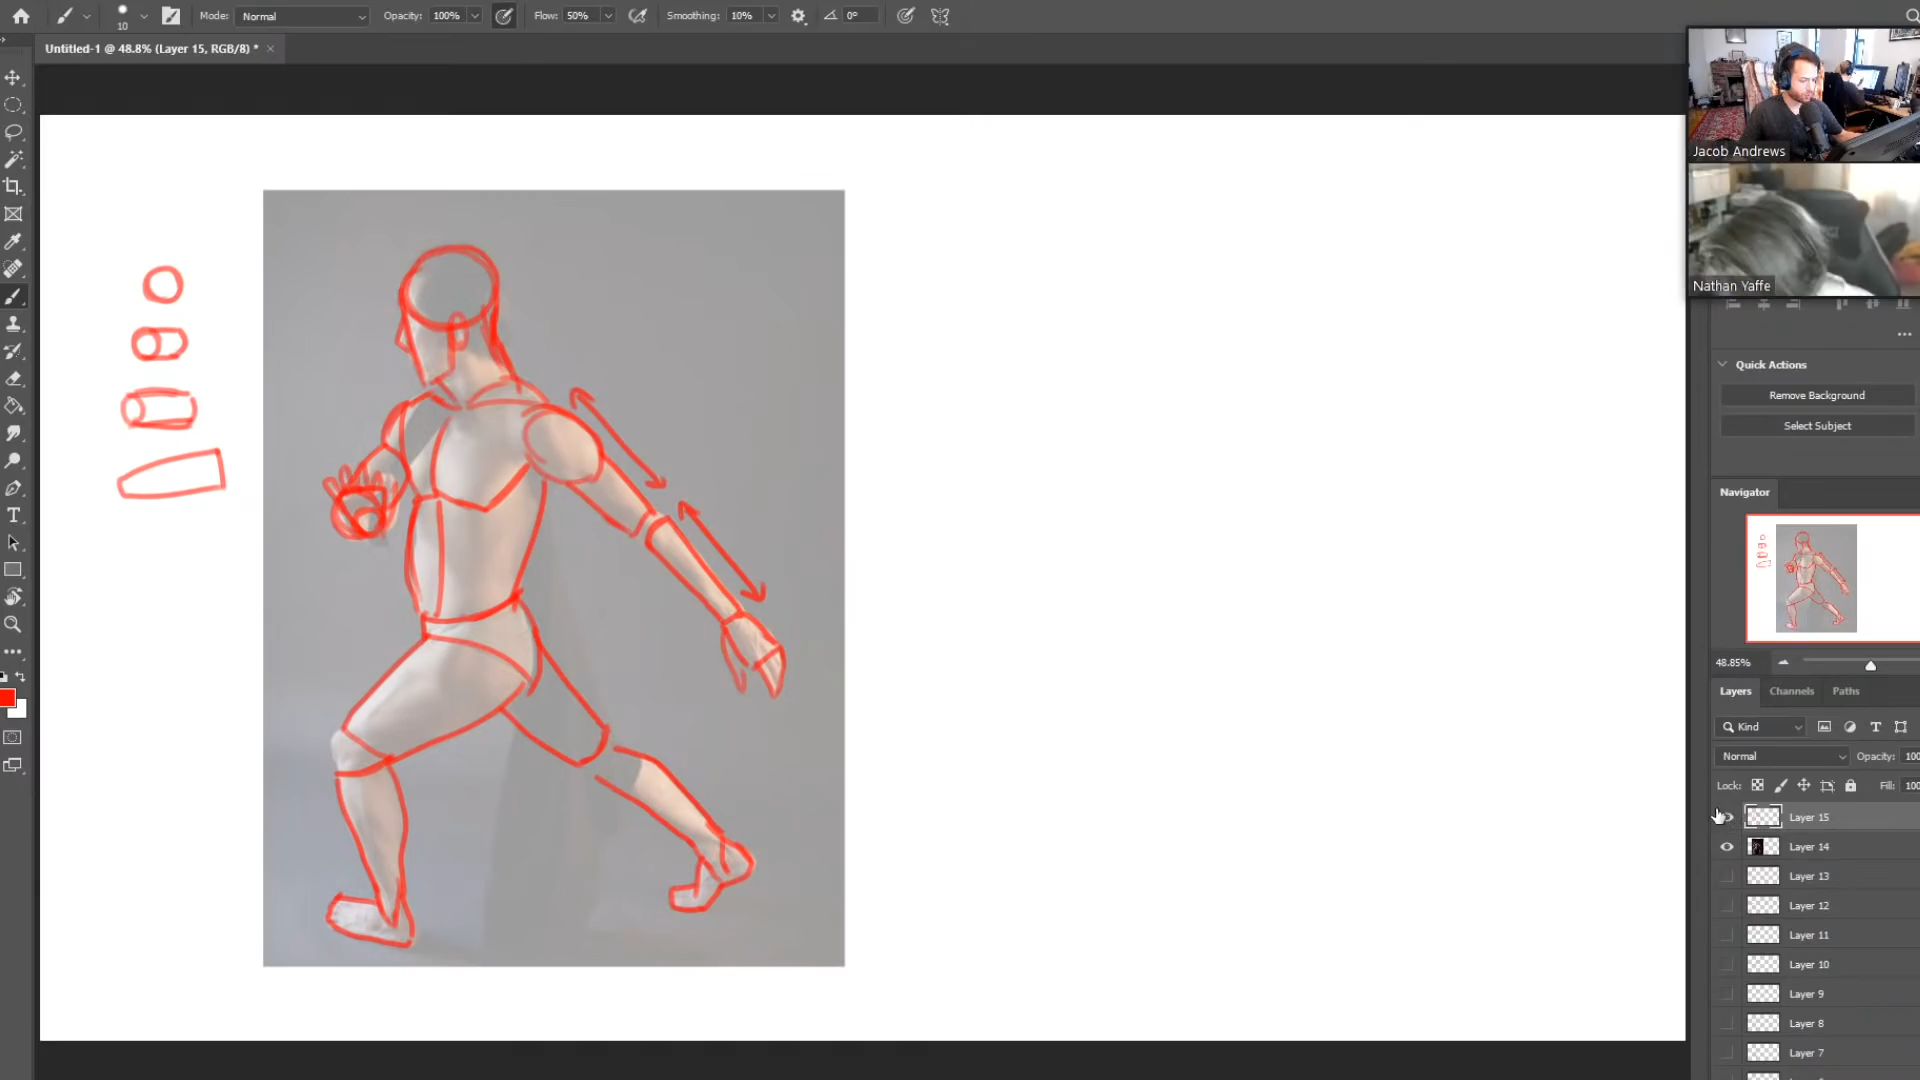 10
Mode: Normal
Opacity: 100%
Flow: 50%
Smoothing: 10%
0°
Untitled-1 @ 48.8% (Layer 15, RGB/8) *
Jacob Andrews
Nathan Yaffe
Quick Actions
Remove Background
Select Subject
Navigator
48.85%
Layers Channels Paths
Kind
Normal Opacity: 100
Lock: Fill: 100
Layer 15
Layer 14
Layer 13
Layer 12
Layer 11
Layer 10
Layer 9
Layer 8
Layer 7